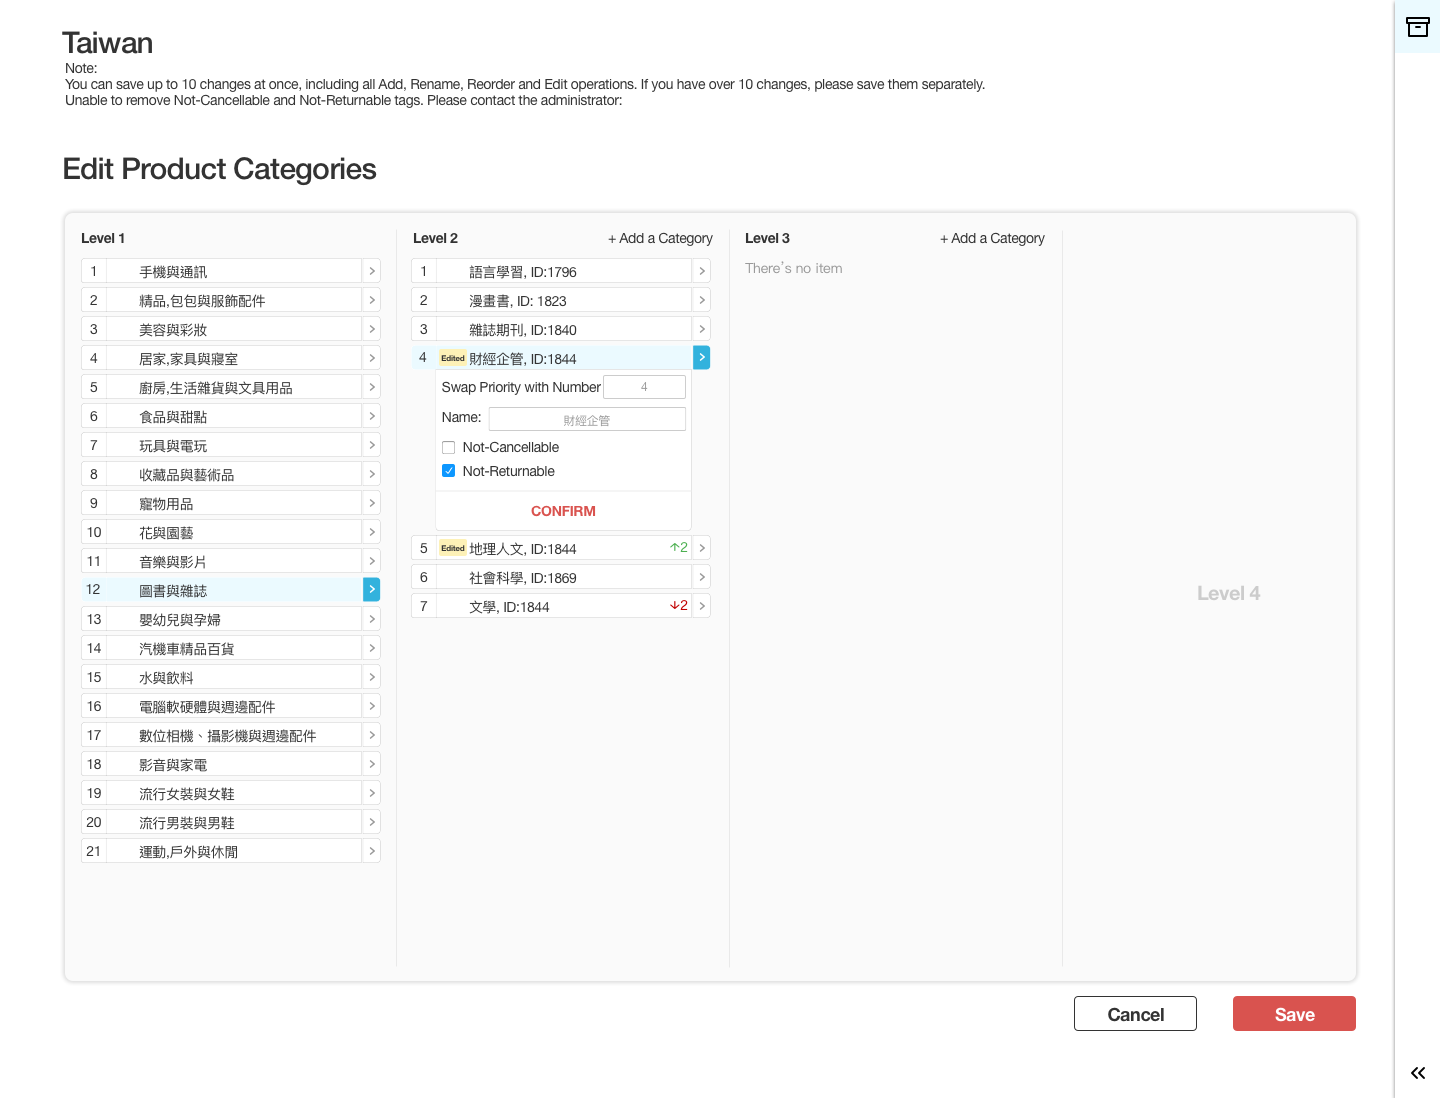 Taiwan
Note:
You can save up to 10 changes at once, including all Add, Rename, Reorder and Edit operations. If you have over 10 changes, please save them separately.
Unable to remove Not-Cancellable and Not-Returnable tags. Please contact the administrator:
Edit Product Categories
Level 1
1 手機與通訊
2 精品,包包與服飾配件
3 美容與彩妝
4 居家,家具與寢室
5 廚房,生活雜貨與文具用品
6 食品與甜點
7 玩具與電玩
8 收藏品與藝術品
9 寵物用品
10 花與園藝
11 音樂與影片
12 圖書與雜誌
13 嬰幼兒與孕婦
14 汽機車精品百貨
15 水與飲料
16 電腦軟硬體與週邊配件
17 數位相機、攝影機與週邊配件
18 影音與家電
19 流行女裝與女鞋
20 流行男裝與男鞋
21 運動,戶外與休閒
Level 2 + Add a Category
1 語言學習, ID:1796
2 漫畫書, ID: 1823
3 雜誌期刊, ID:1840
4 Edited 財經企管, ID:1844
Swap Priority with Number 4
Name: 財經企管
Not-Cancellable
Not-Returnable
CONFIRM
5 Edited 地理人文, ID:1844 ↑2
6 社會科學, ID:1869
7 文學, ID:1844 ↓2
Level 3 + Add a Category
There's no item
Level 4
Cancel Save